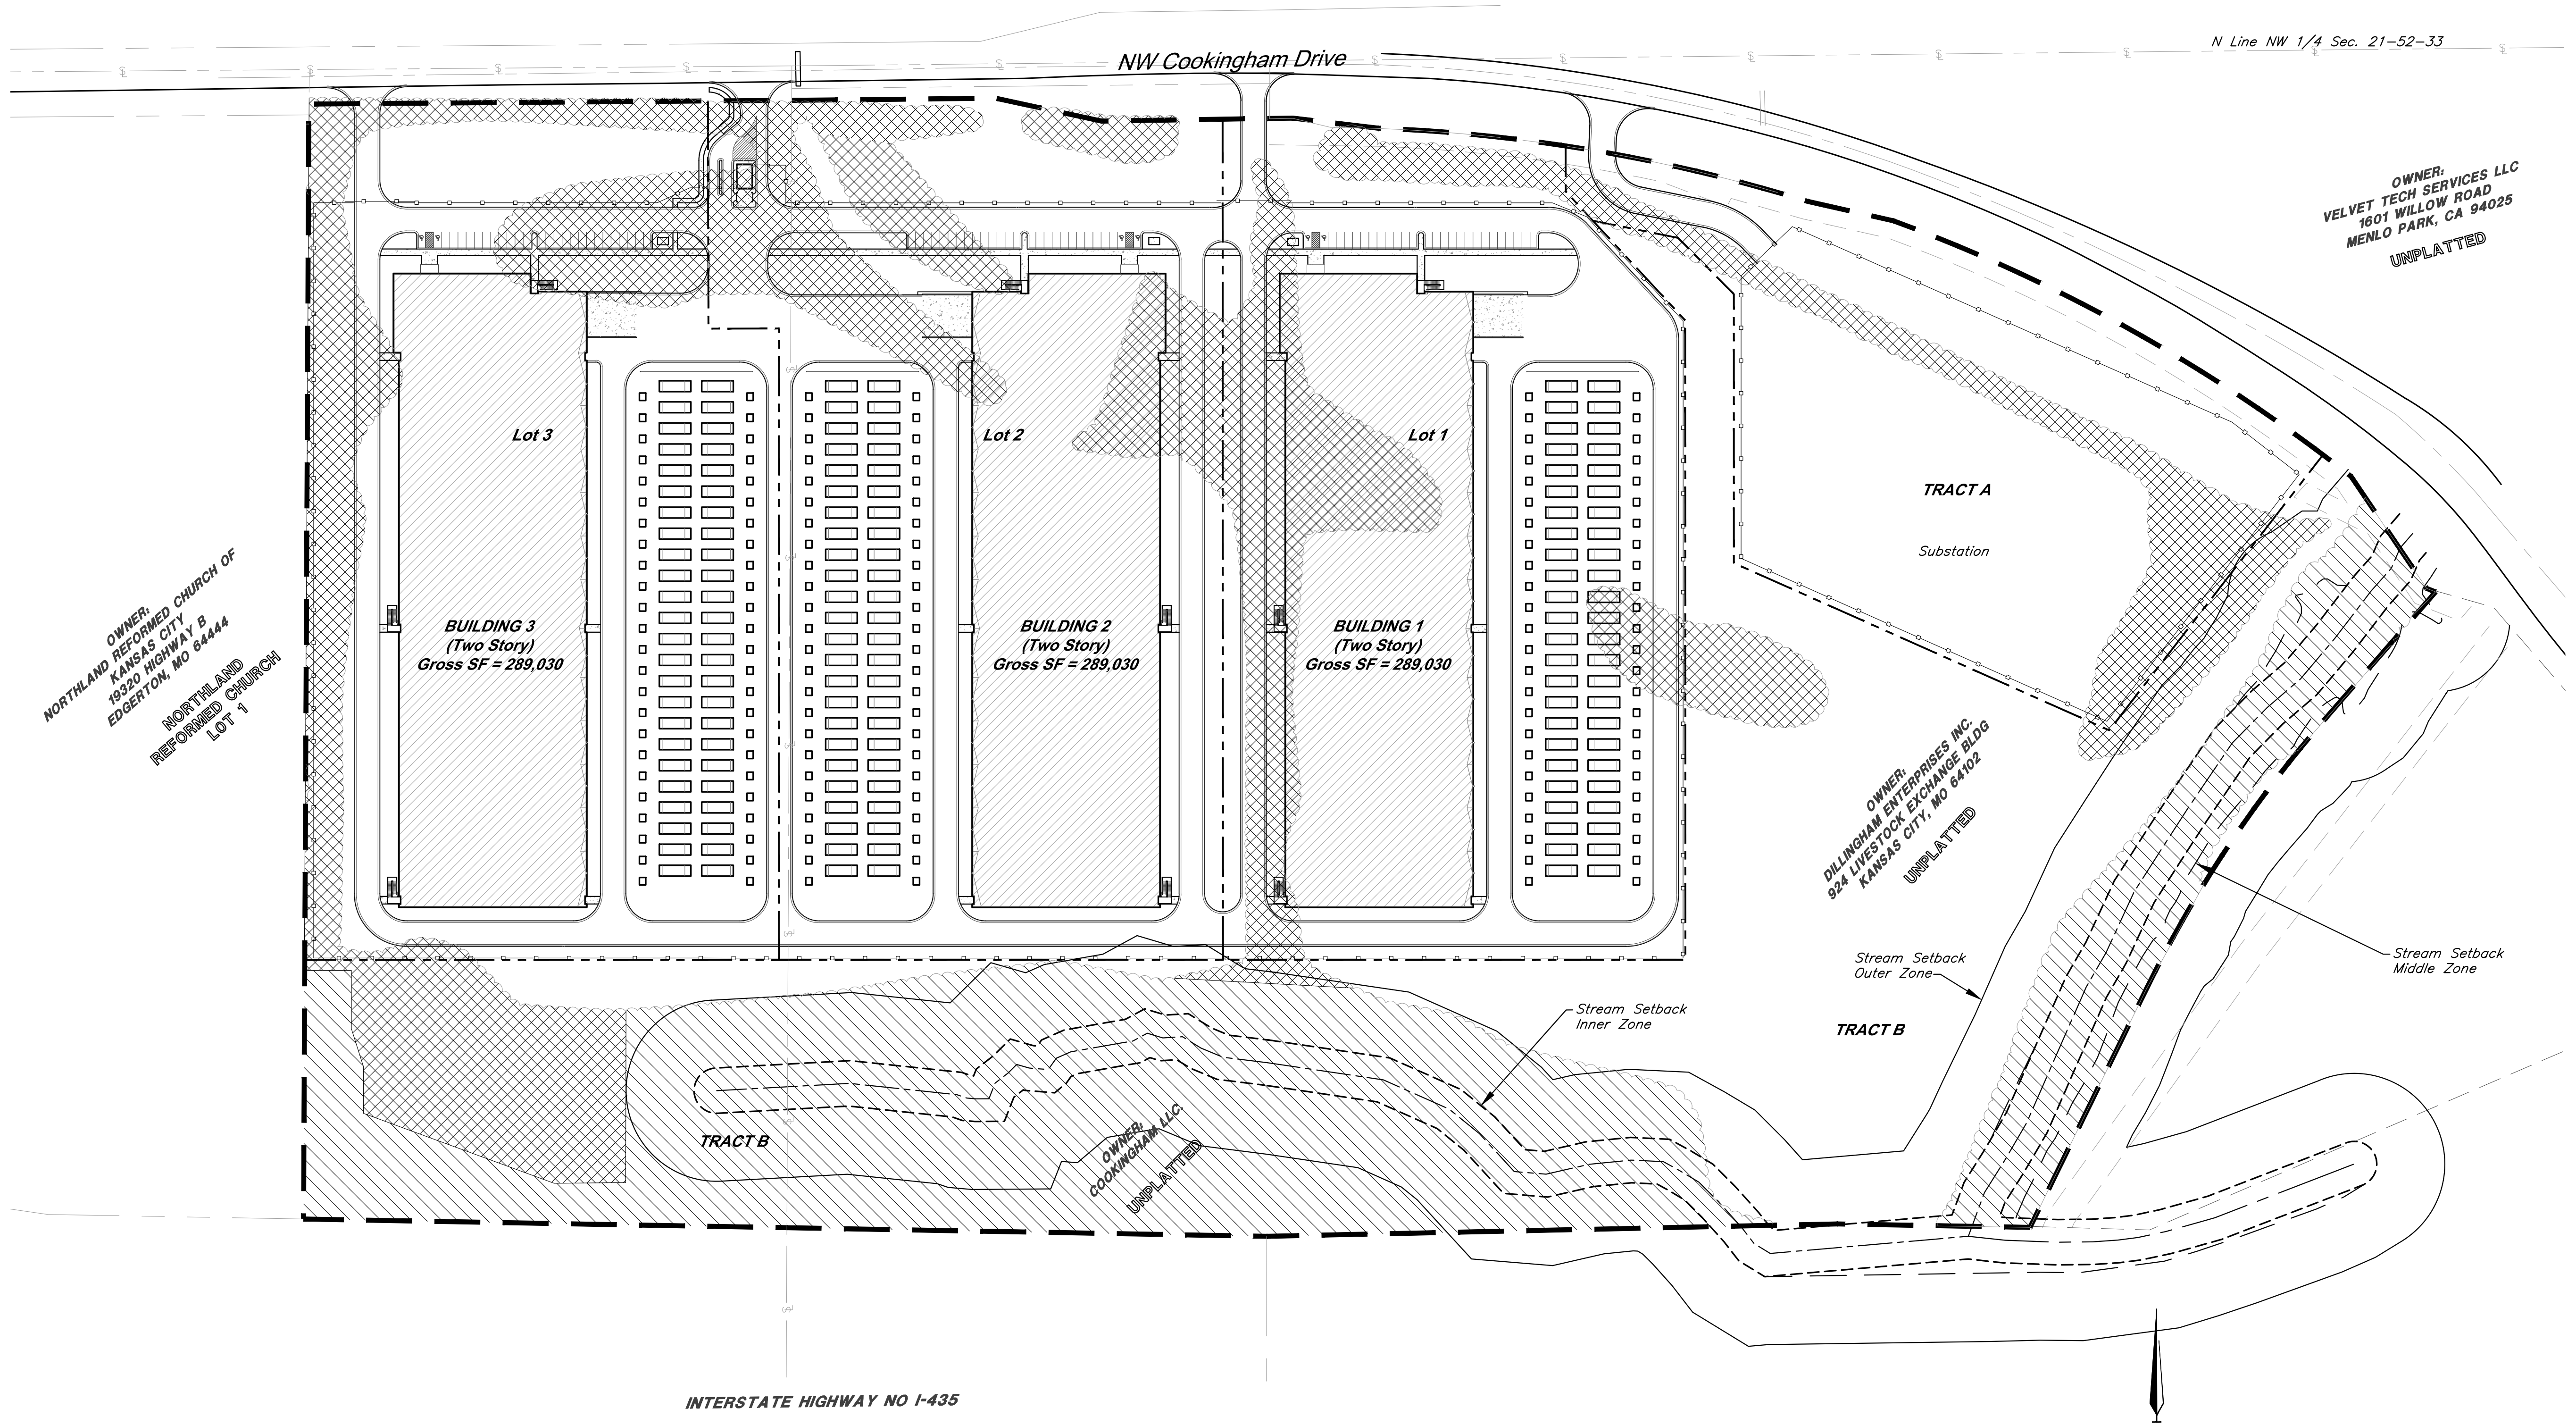 N Line NW 1/4 Sec. 21-52-33
NW Cookingham Drive
OWNER:
VELVET TECH SERVICES LLC
1601 WILLOW ROAD
MENLO PARK, CA 94025
UNPLATTED
Lot 3
Lot 2
Lot 1
TRACT A
Substation
OWNER:
NORTHLAND REFORMED CHURCH OF
KANSAS CITY
19320 HIGHWAY B
EDGERTON, MO 64444
NORTHLAND
REFORMED CHURCH
LOT 1
BUILDING 3
(Two Story)
Gross SF = 289,030
BUILDING 2
(Two Story)
Gross SF = 289,030
BUILDING 1
(Two Story)
Gross SF = 289,030
OWNER:
DILLINGHAM ENTERPRISES INC.
924 LIVESTOCK EXCHANGE BLDG
KANSAS CITY, MO 64102
UNPLATTED
Stream Setback
Outer Zone
Stream Setback
Middle Zone
Stream Setback
Inner Zone
TRACT B
TRACT B
OWNER:
COOKINGHAM LLC.
UNPLATTED
INTERSTATE HIGHWAY NO I-435